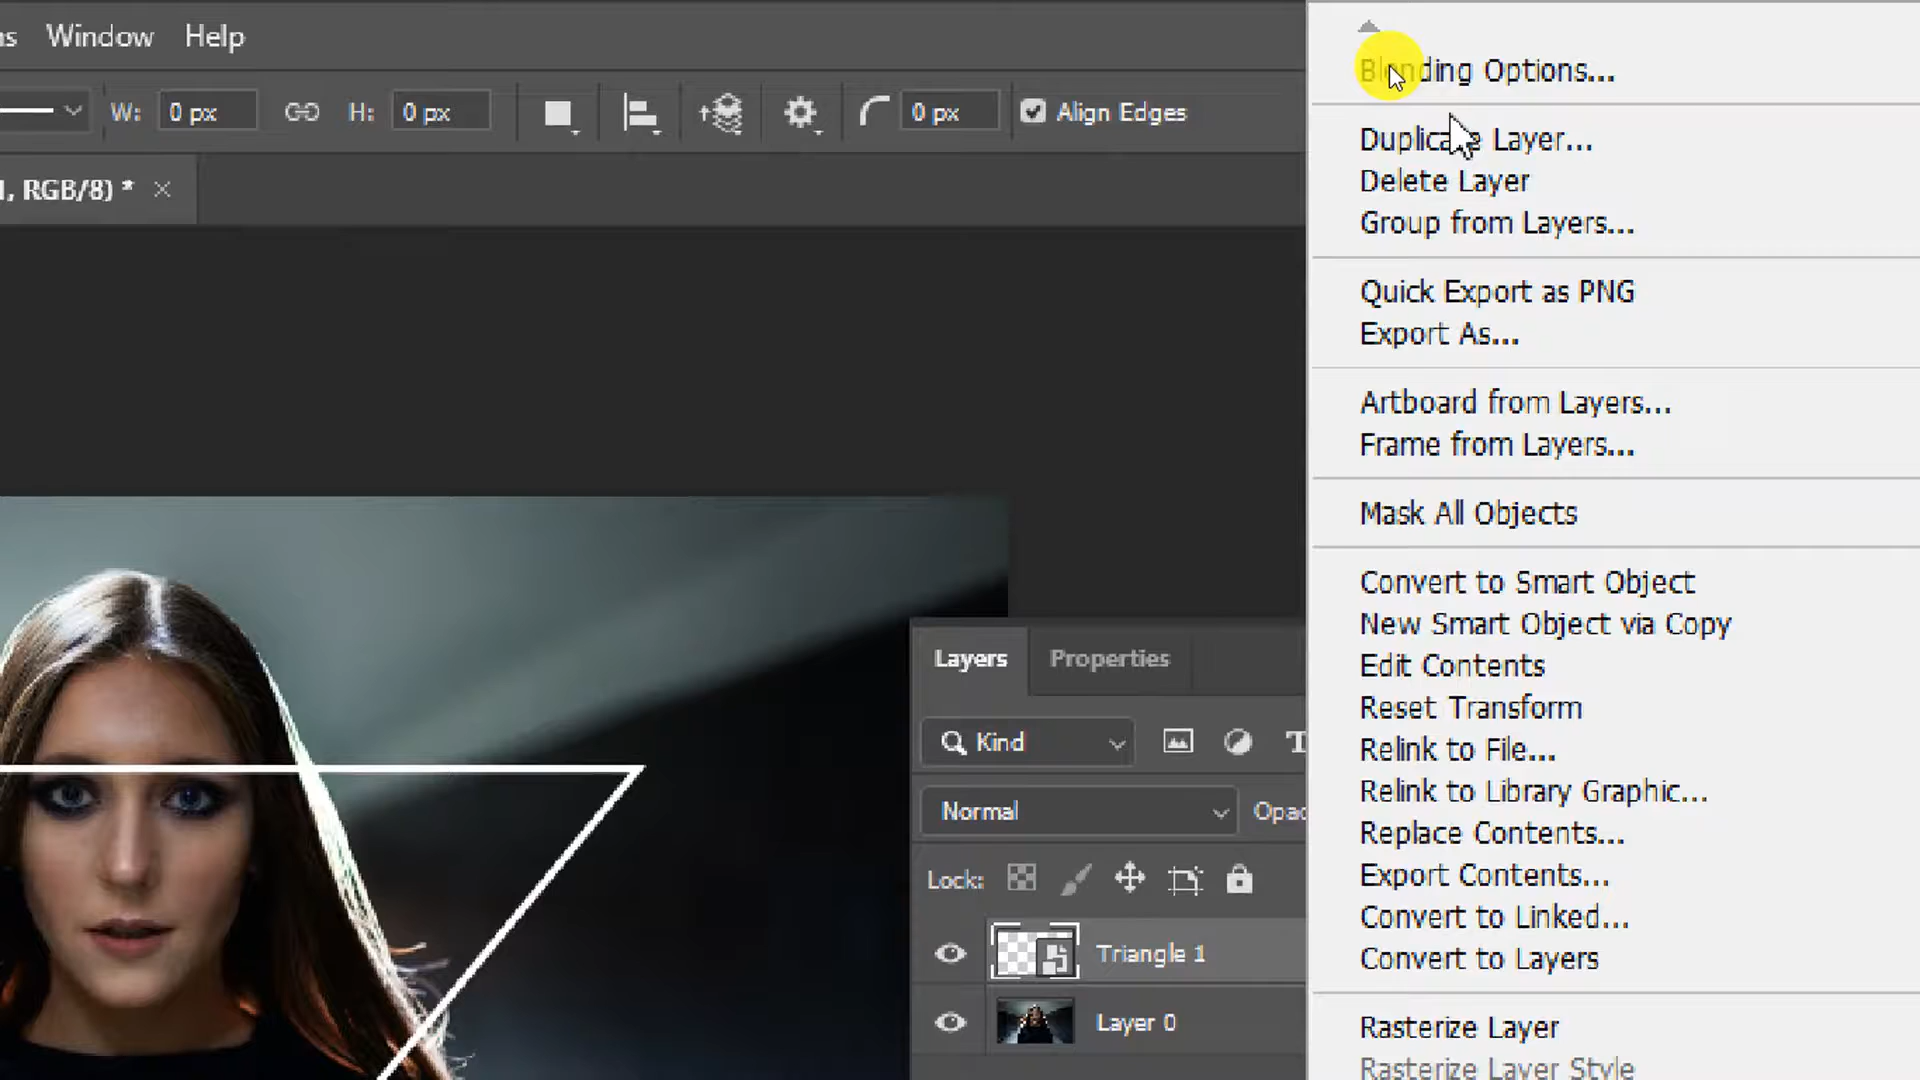 Window Help
W: 0 px H: 0 px 0 px Align Edges
RGB/8) *
Layers Properties
Kind
Normal
Lock:
Triangle 1
Layer 0
Blending Options...
Duplicate Layer...
Delete Layer
Group from Layers...
Quick Export as PNG
Export As...
Artboard from Layers...
Frame from Layers...
Mask All Objects
Convert to Smart Object
New Smart Object via Copy
Edit Contents
Reset Transform
Relink to File...
Relink to Library Graphic...
Replace Contents...
Export Contents...
Convert to Linked...
Convert to Layers
Rasterize Layer
Rasterize Layer Style